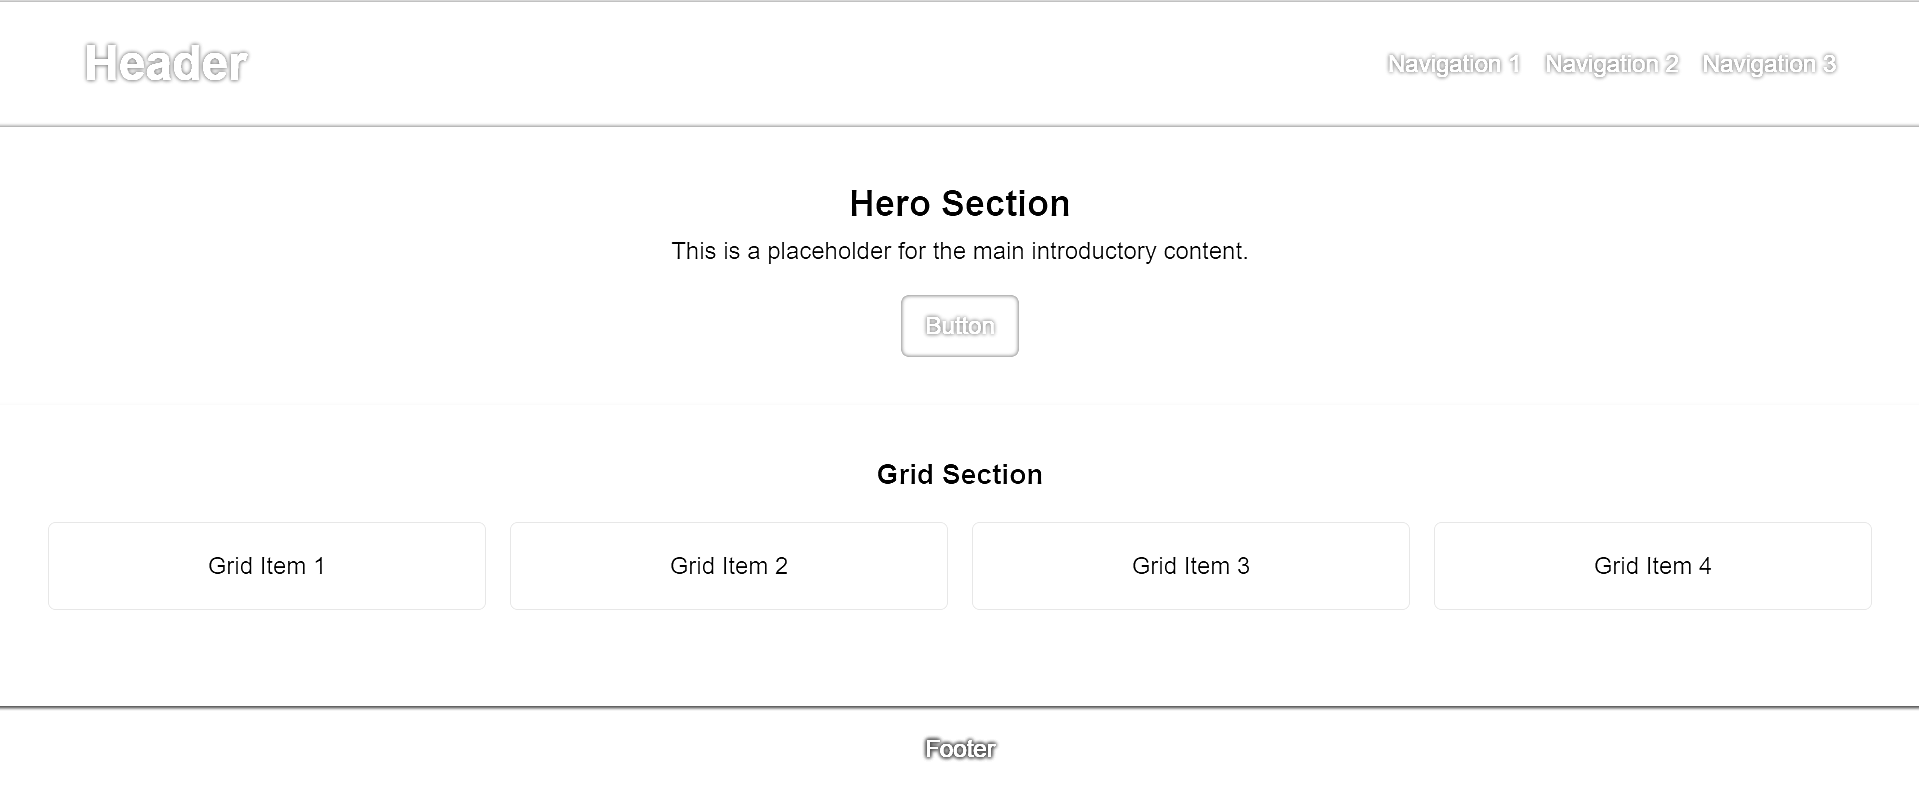 Header
Navigation 1 Navigation 2 Navigation 3
Hero Section
This is a placeholder for the main introductory content.
Button
Grid Section
Grid Item 1 Grid Item 2 Grid Item 3 Grid Item 4
Footer